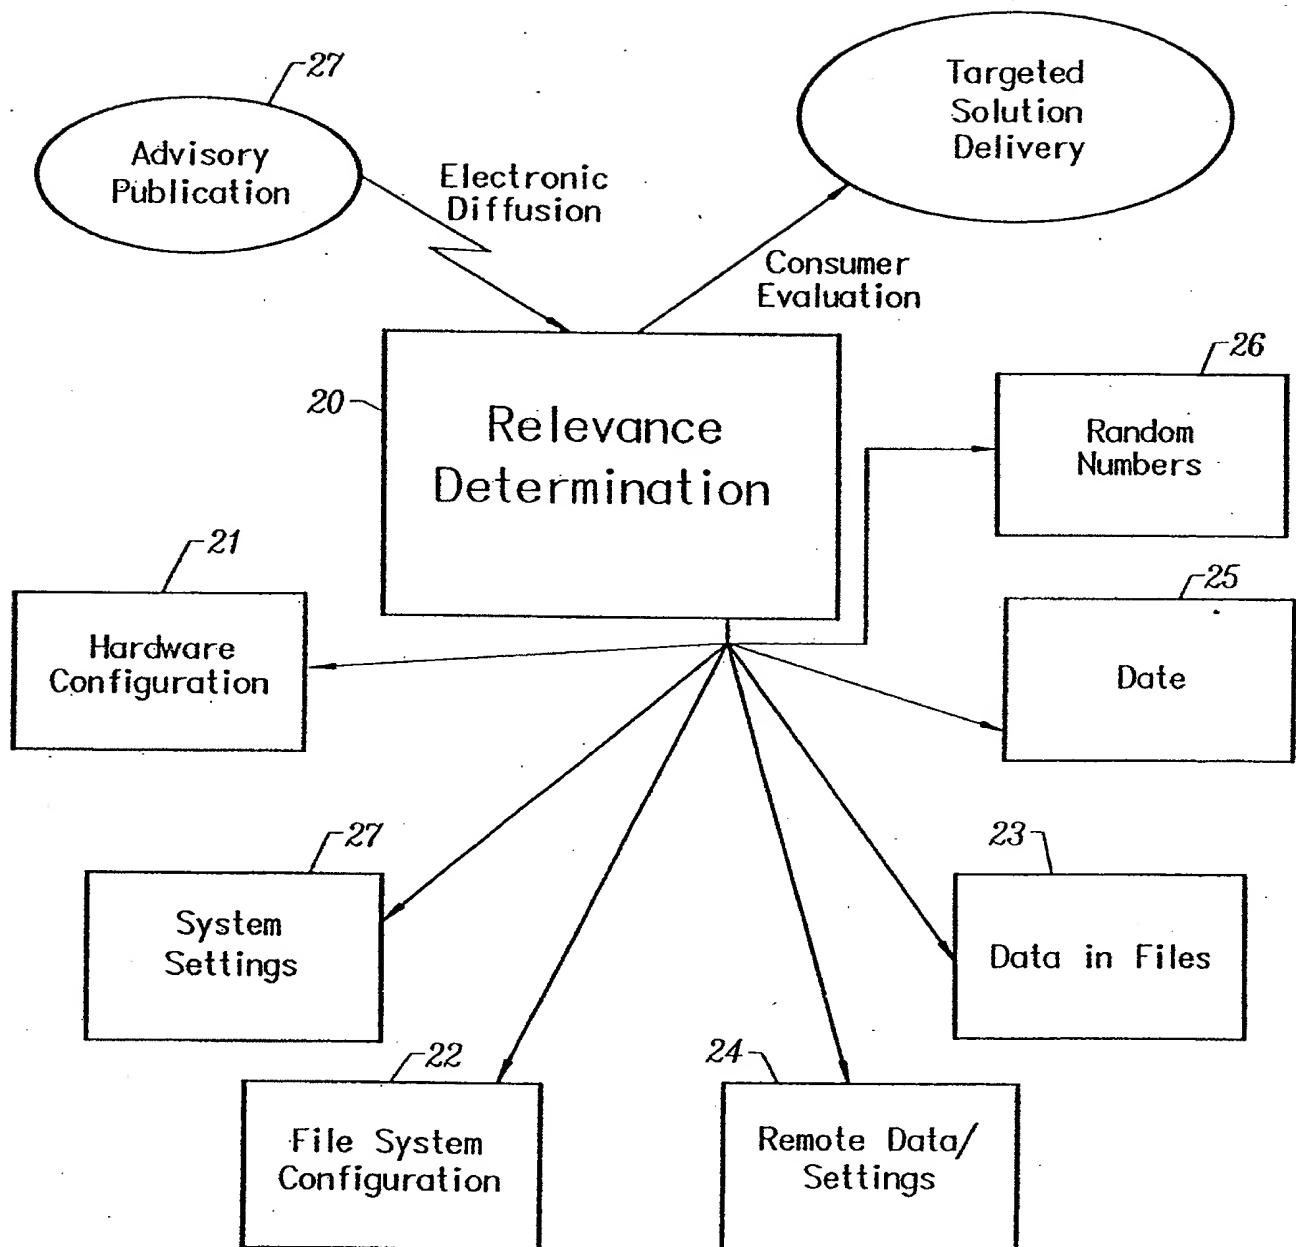 27
Advisory
Publication
Electronic
Diffusion
Targeted
Solution
Delivery
Consumer
Evaluation
20
Relevance
Determination
26
Random
Numbers
21
Hardware
Configuration
25
Date
27
System
Settings
23
Data in Files
22
File System
Configuration
24
Remote Data/
Settings